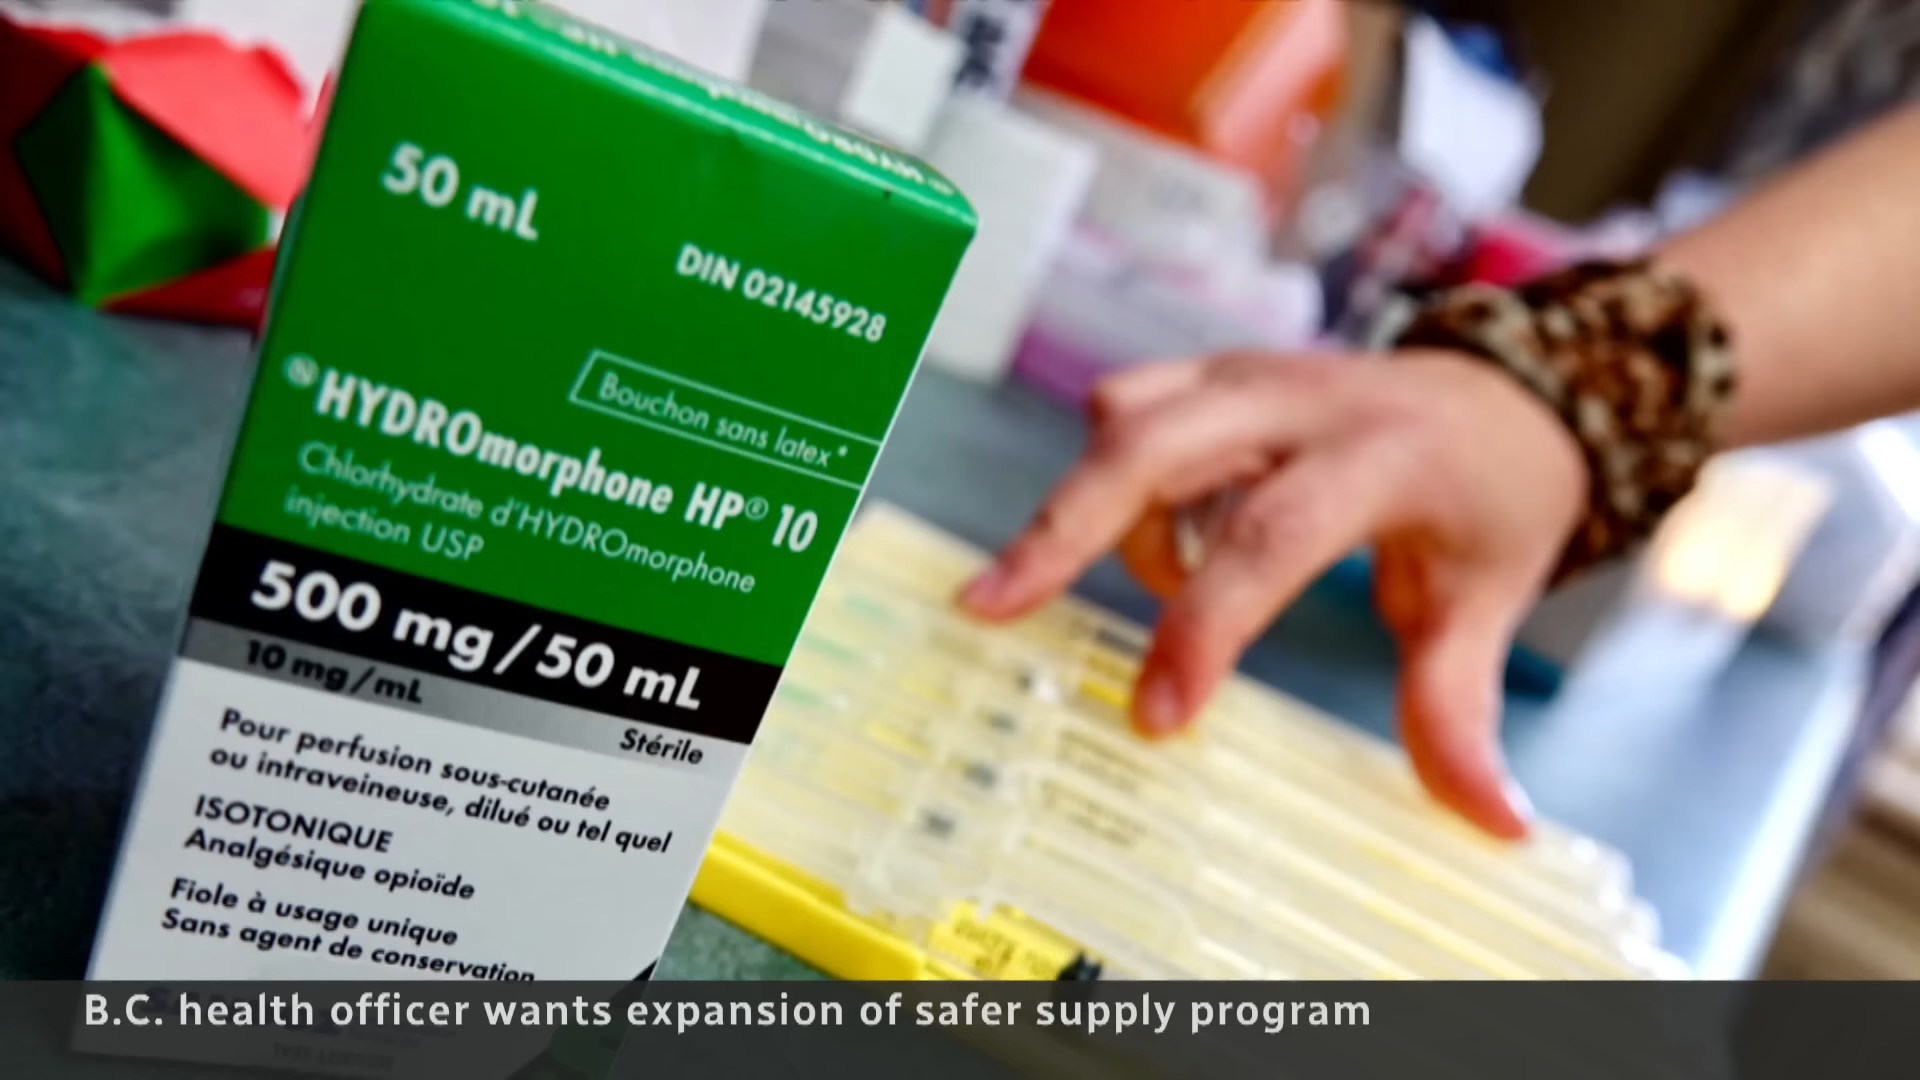 50 mL
DIN 02145928
Bouchon sans latex*
Ⓝ HYDROmorphone HP® 10
Chlorhydrate d'HYDROmorphone
injection USP
500 mg/50 mL
10 mg/mL
Stérile
Pour perfusion sous-cutanée
ou intraveineuse, dilué ou tel quel
ISOTONIQUE
Analgésique opioïde
Fiole à usage unique
Sans agent de conservation
B.C. health officer wants expansion of safer supply program